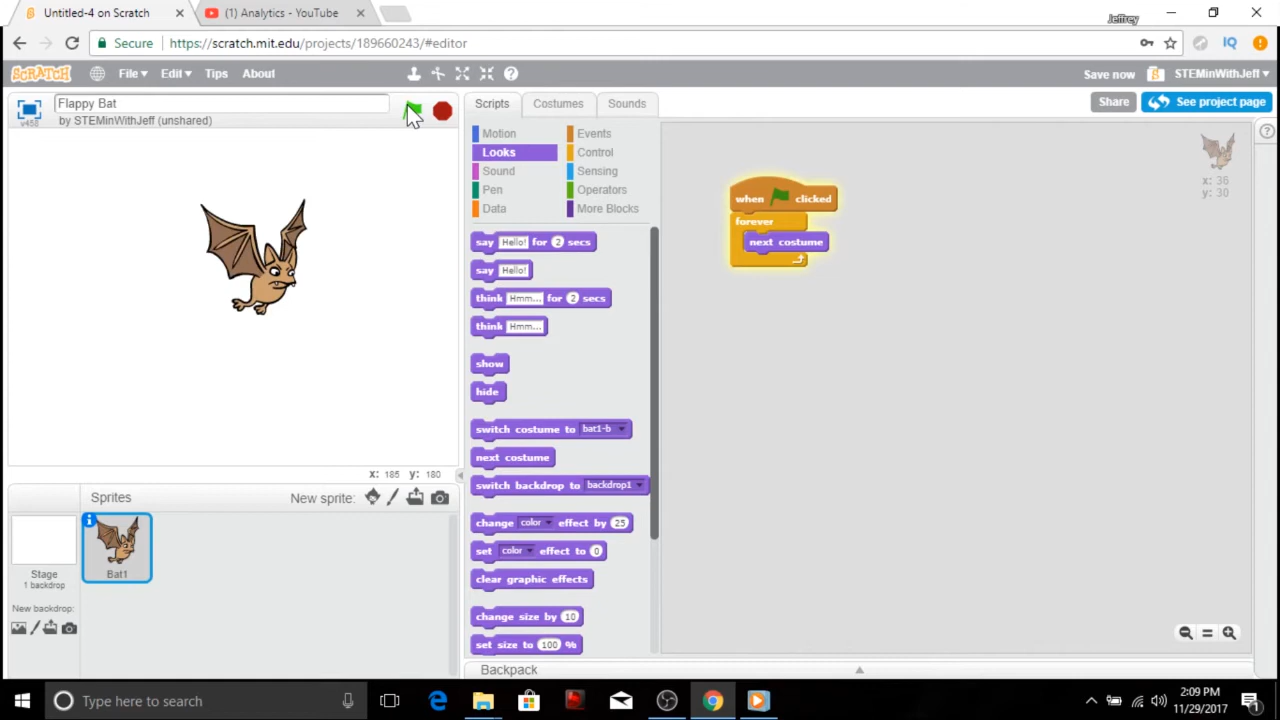 Untitled-4 on Scratch
(1) Analytics - YouTube
Jeffrey
Secure https://scratch.mit.edu/projects/189660243/#editor
IQ
SCRATCH File Edit Tips About Save now STEMinWithJeff
Flappy Bat
by STEMinWithJeff (unshared)
v458
Scripts Costumes Sounds
Share See project page
Motion Events
Looks Control
Sound Sensing
Pen Operators
Data More Blocks
say Hello! for 2 secs
say Hello!
think Hmm... for 2 secs
think Hmm...
show
hide
switch costume to bat1-b
next costume
switch backdrop to backdrop1
change color effect by 25
set color effect to 0
clear graphic effects
change size by 10
set size to 100 %
when clicked
forever
next costume
x: 36
y: 30
x: 185 y: 180
Sprites New sprite:
Stage
1 backdrop
New backdrop:
Bat1
Backpack
Type here to search
2:09 PM
11/29/2017
1